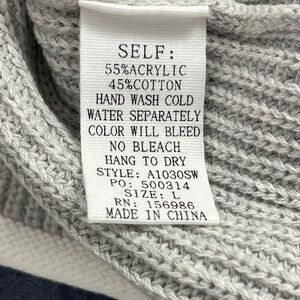 SELF:
55%ACRYLIC
45%COTTON
HAND WASH COLD
WATER SEPARATELY
COLOR WILL BLEED
NO BLEACH
HANG TO DRY
STYLE: A1030SW
PO: 500314
SIZE: L
RN: 156986
MADE IN CHINA